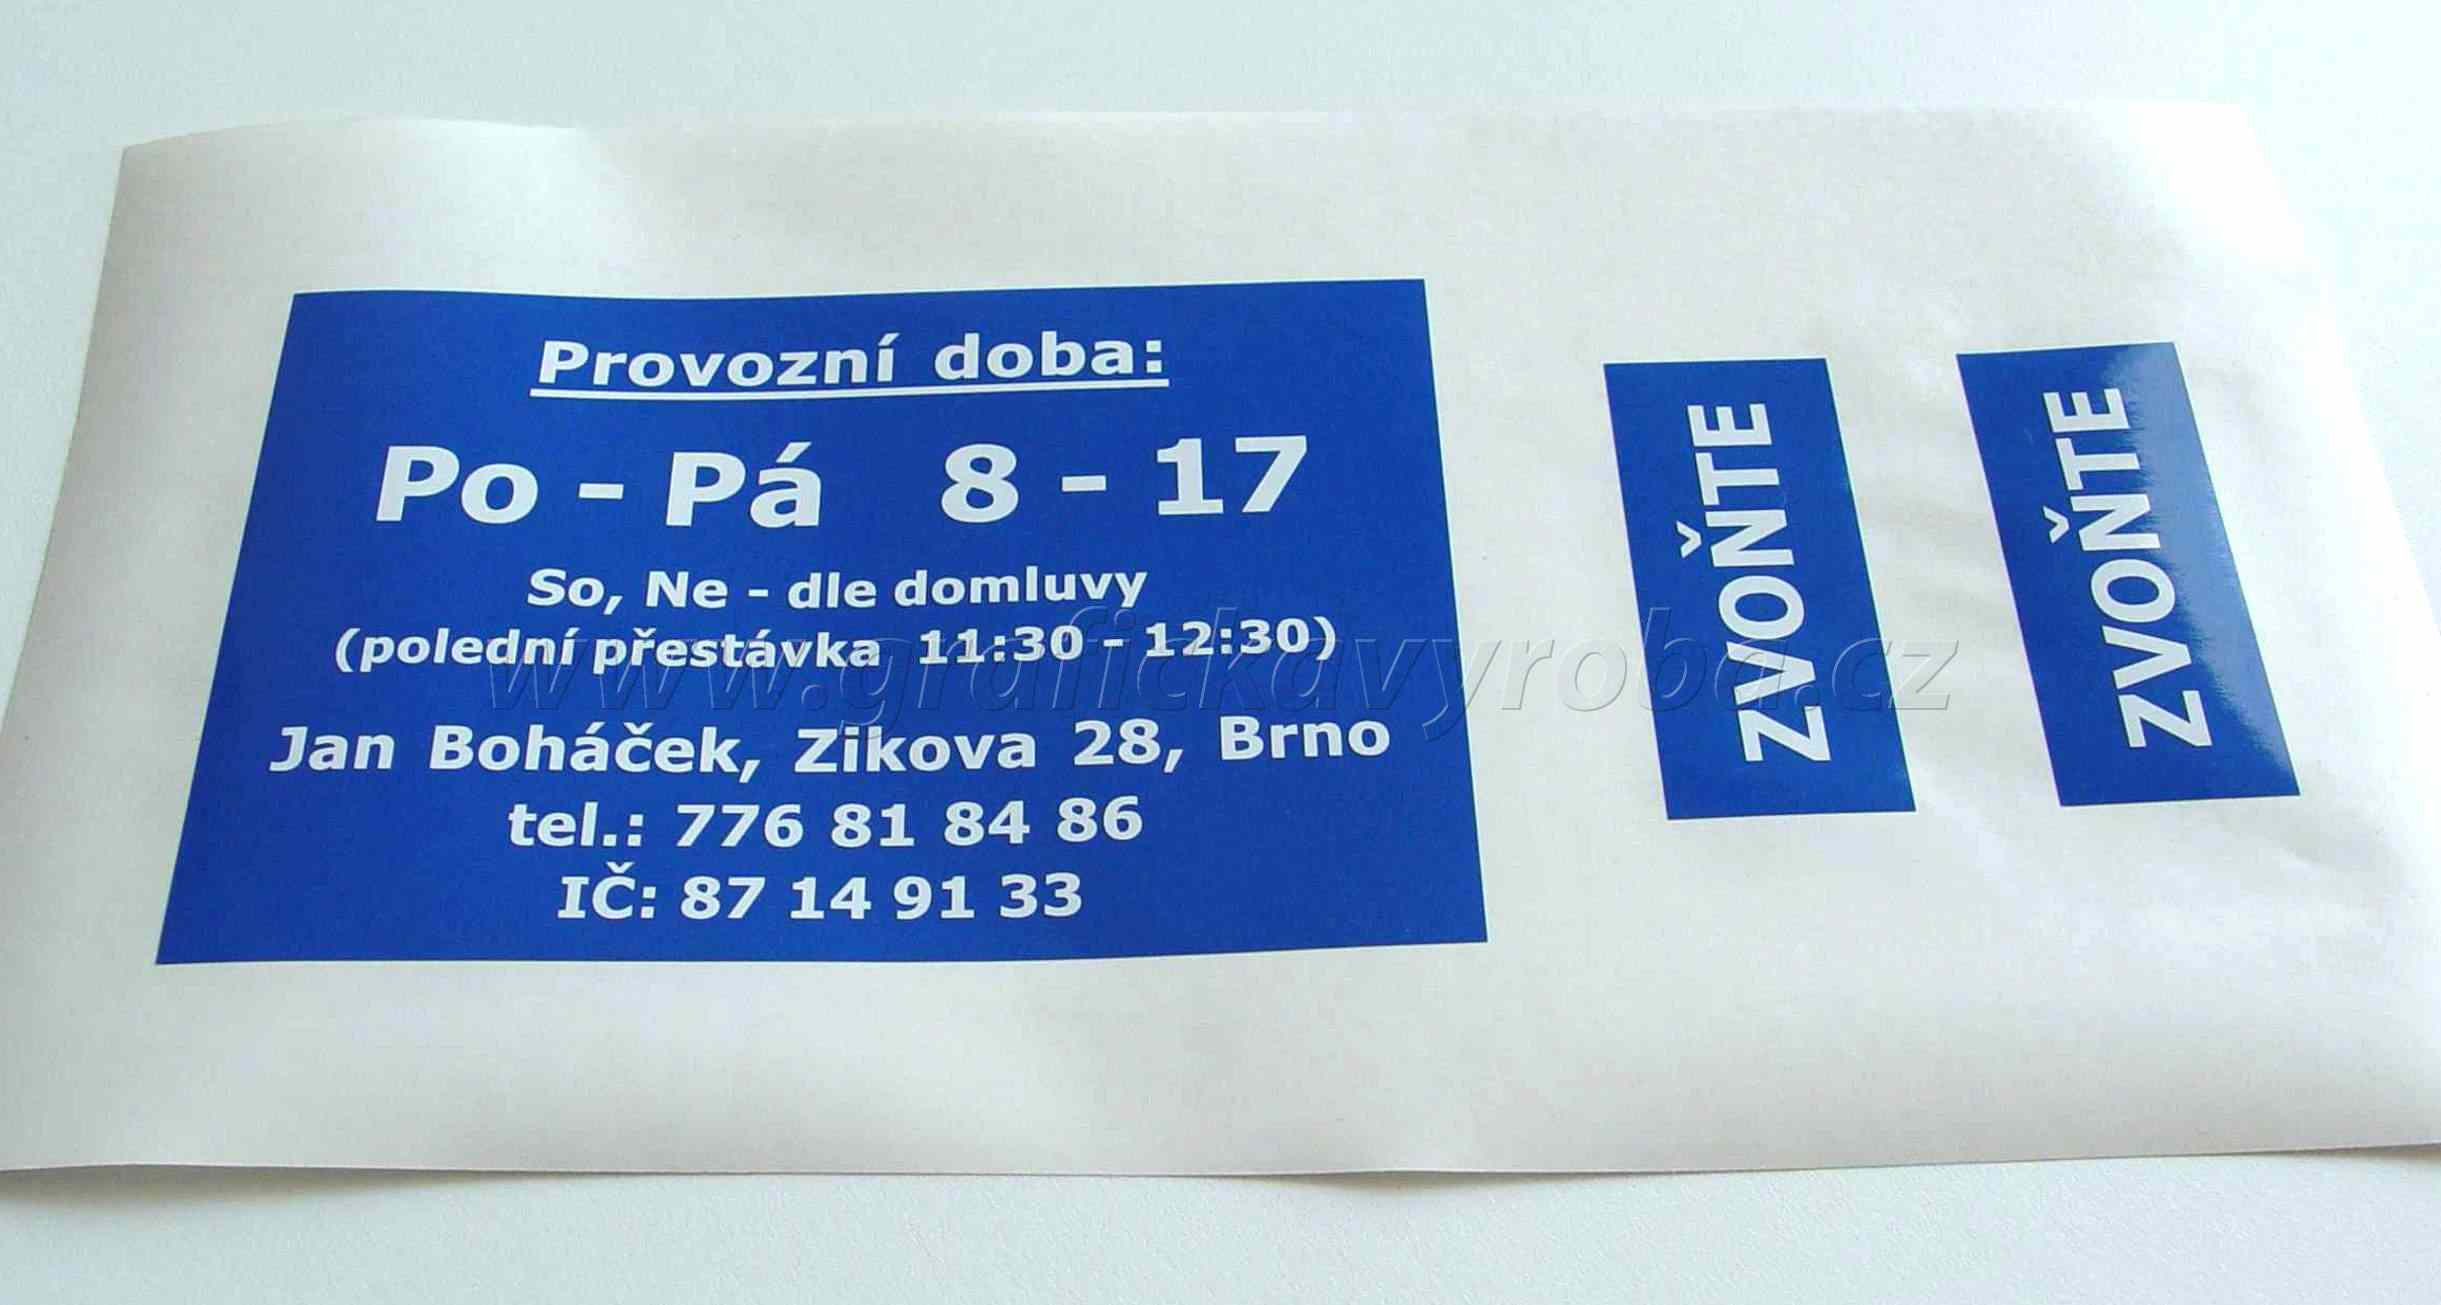 Provozní doba:
Po - Pá 8 - 17
So, Ne - dle domluvy
(polední přestávka 11:30 - 12:30)
Jan Boháček, Zikova 28, Brno
tel.: 776 81 84 86
IČ: 87 14 91 33
ZVOŇTE
ZVOŇTE
www.grafickavyroba.cz